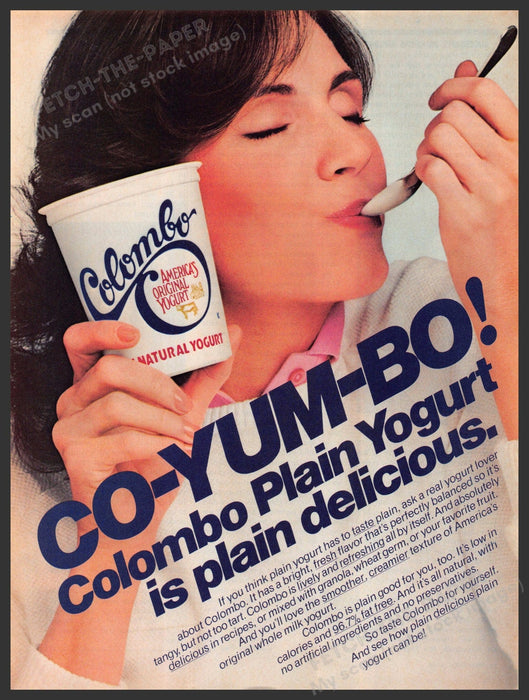 ETCH-THE-PAPER
My scan (not stock image)
Colombo
AMERICA'S
ORIGINAL
YOGURT
NATURAL YOGURT
CO-YUM-BO!
Colombo Plain Yogurt
is plain delicious.
If you think plain yogurt has to taste plain, ask a real yogurt lover
about Colombo. It has a bright, fresh flavor that's perfectly balanced so it's
tangy, but not too tart. Colombo is lively and refreshing all by itself. And absolutely
delicious in recipes, or mixed with granola, wheat germ, or your favorite fruit.
And you'll love the smoother, creamier texture of America's
original whole milk yogurt.
Colombo is plain good for you, too. It's low in
calories and 96.7% fat free. And it's all natural, with
no artificial ingredients and no preservatives.
So taste Colombo for yourself.
And see how plain delicious plain
yogurt can be!